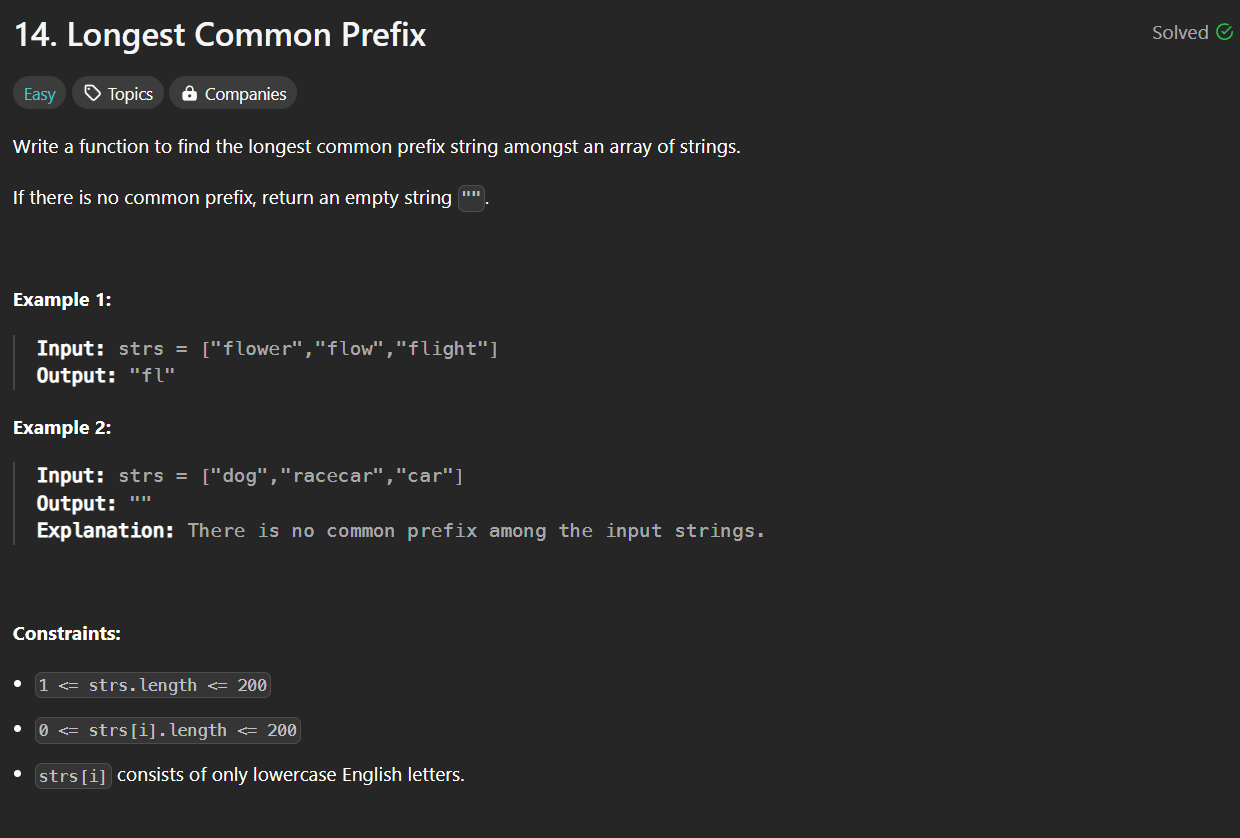 14. Longest Common Prefix
Solved
Easy
Topics
Companies
Write a function to find the longest common prefix string amongst an array of strings.
If there is no common prefix, return an empty string "".
Example 1:
Input: strs = ["flower","flow","flight"]
Output: "fl"
Example 2:
Input: strs = ["dog","racecar","car"]
Output: ""
Explanation: There is no common prefix among the input strings.
Constraints:
1 <= strs.length <= 200
0 <= strs[i].length <= 200
strs[i] consists of only lowercase English letters.